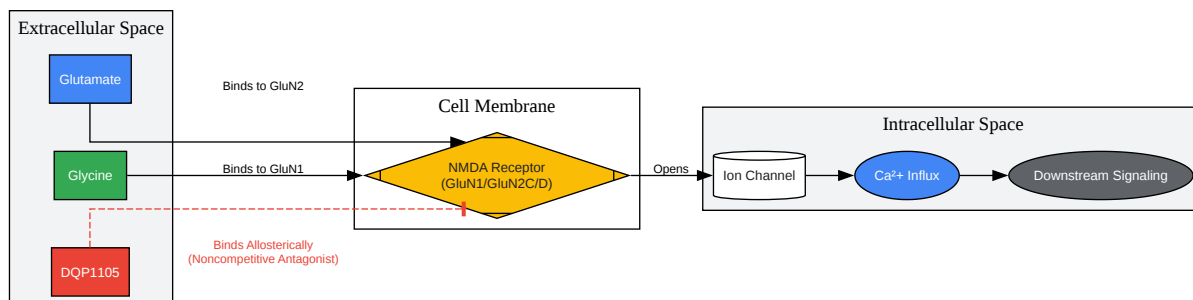 Extracellular Space
Glutamate
Glycine
DQP1105
Binds to GluN2
Binds to GluN1
Binds Allosterically
(Noncompetitive Antagonist)
Cell Membrane
NMDA Receptor
(GluN1/GluN2C/D)
Opens
Intracellular Space
Ion Channel
Ca²⁺ Influx
Downstream Signaling